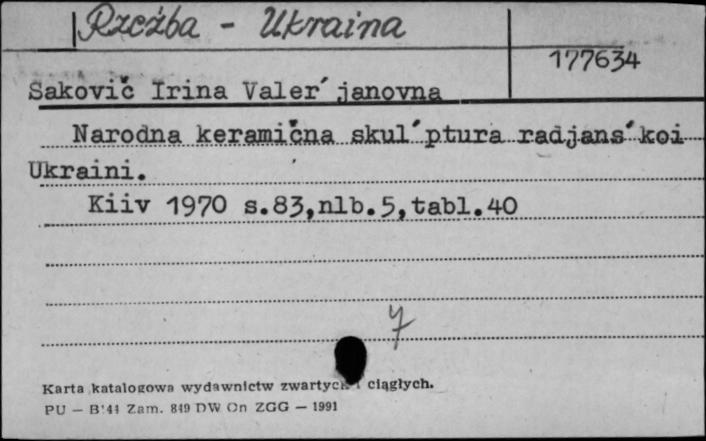 Rzeźba - Ukraina
177634
Sakovič Irina Valer´janovna
Narodna keramična skul´ptura radjans´koi
Ukraini.
Kiiv 1970 s.83,nlb.5,tabl.40
7
Karta katalogowa wydawnictw zwartych i ciągłych.
PU — B'41 Zam. 849 DW On ZGG — 1991